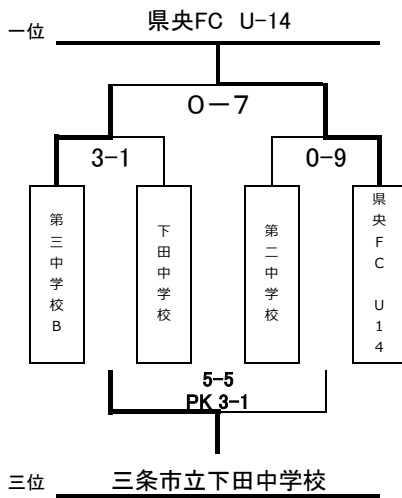 一位
県央FC U-14
0-7
3-1
0-9
第三中学校B
下田中学校
第二中学校
県央FC U14
5-5
PK 3-1
三位
三条市立下田中学校